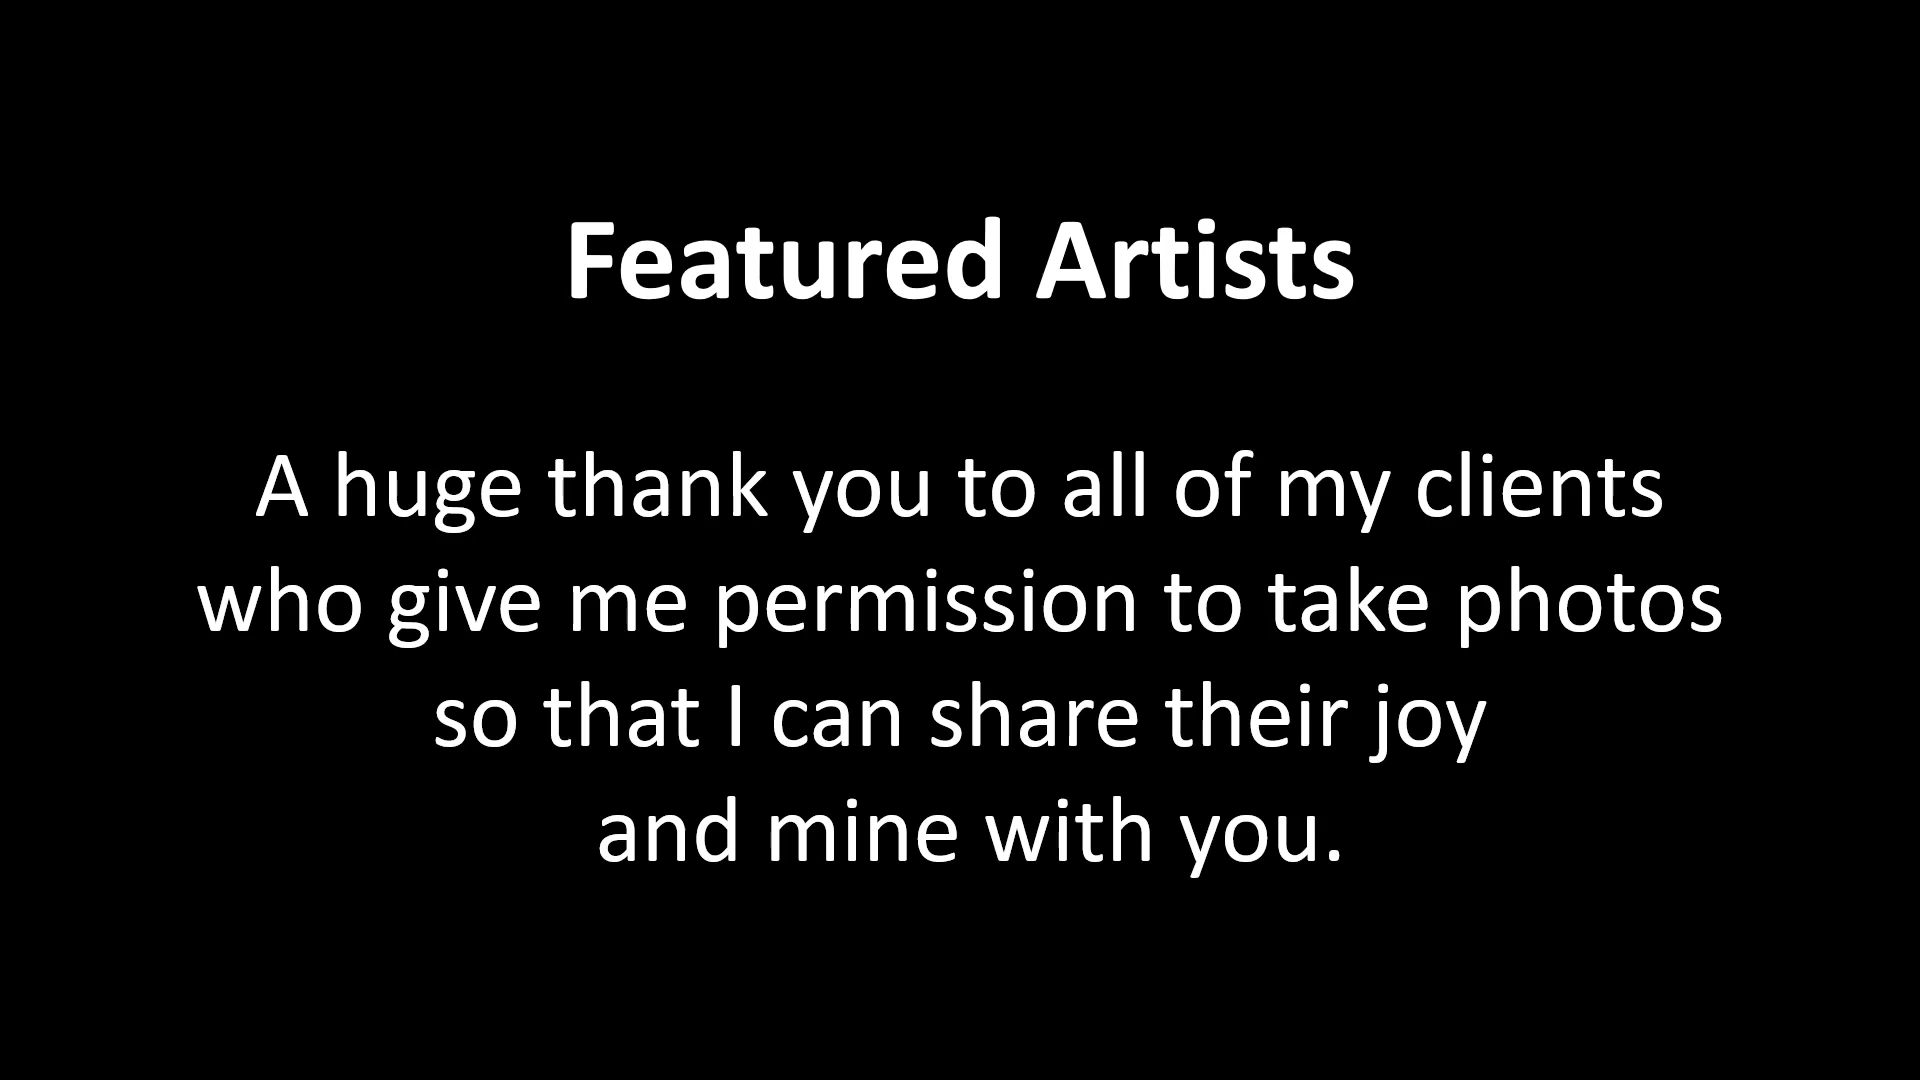 Featured Artists
A huge thank you to all of my clients
who give me permission to take photos
so that I can share their joy
and mine with you.